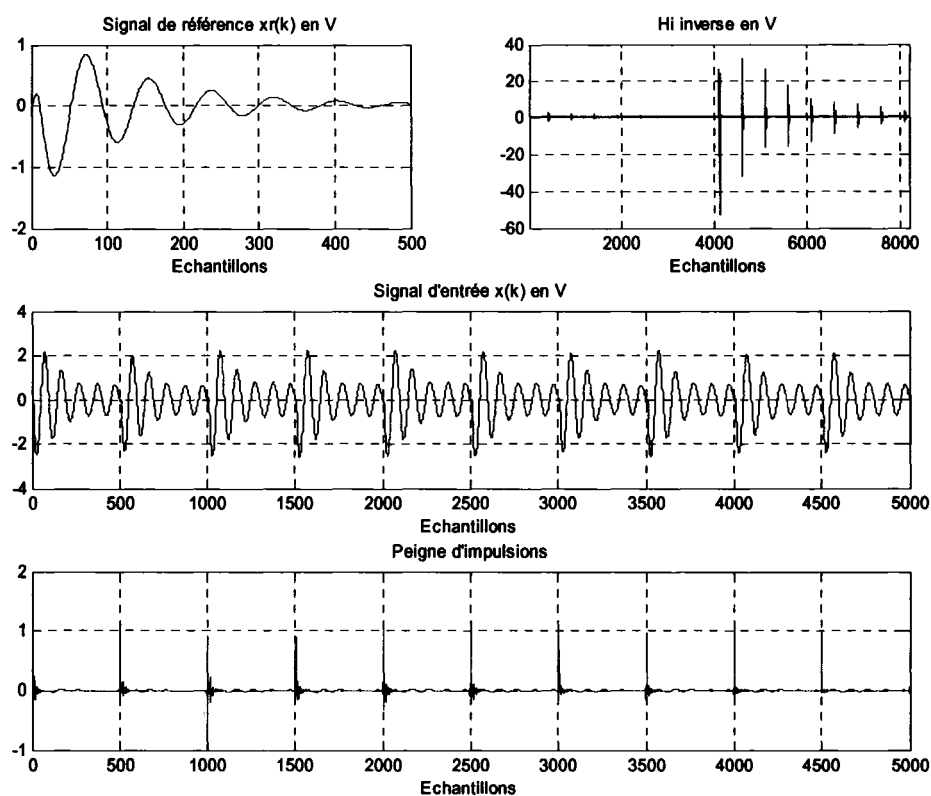 Signal de référence xr(k) en V
1
0
-1
-2
0 100 200 300 400 500
Echantillons
Hi inverse en V
40
20
0
-20
-40
-60
2000 4000 6000 8000
Echantillons
Signal d'entrée x(k) en V
4
2
0
-2
-4
0 500 1000 1500 2000 2500 3000 3500 4000 4500 5000
Echantillons
Peigne d'impulsions
2
1
0
-1
0 500 1000 1500 2000 2500 3000 3500 4000 4500 5000
Echantillons